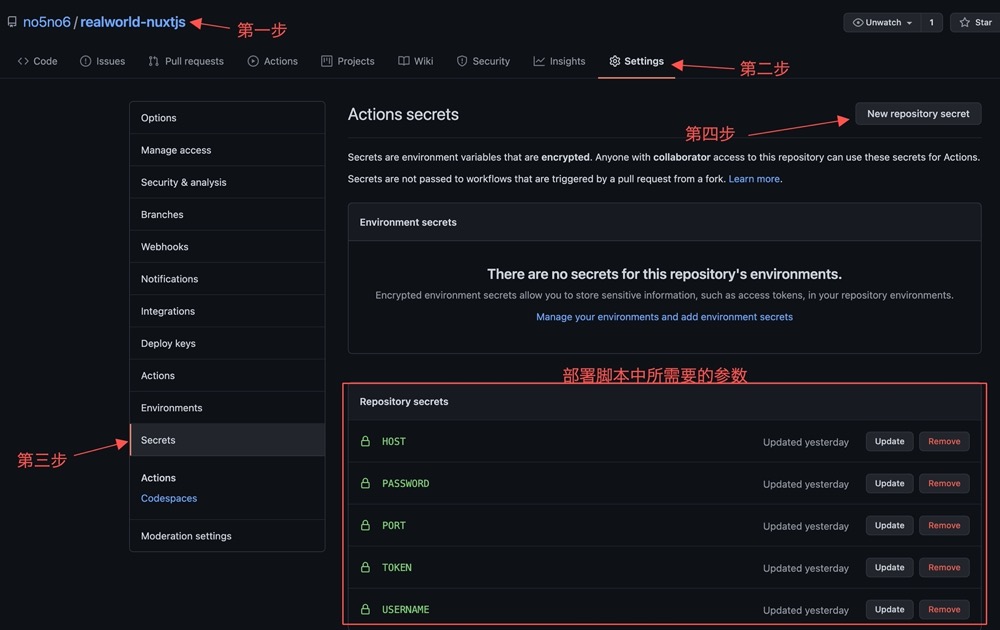 no5no6 / realworld-nuxtjs
第一步
Unwatch
1
Star
Code
Issues
Pull requests
Actions
Projects
Wiki
Security
Insights
Settings
第二步
Options
Manage access
Security & analysis
Branches
Webhooks
Notifications
Integrations
Deploy keys
Actions
Environments
Secrets
第三步
Actions
Codespaces
Moderation settings
Actions secrets
第四步
New repository secret
Secrets are environment variables that are encrypted. Anyone with collaborator access to this repository can use these secrets for Actions.
Secrets are not passed to workflows that are triggered by a pull request from a fork. Learn more.
Environment secrets
There are no secrets for this repository's environments.
Encrypted environment secrets allow you to store sensitive information, such as access tokens, in your repository environments.
Manage your environments and add environment secrets
部署脚本中所需要的参数
Repository secrets
HOST Updated yesterday Update Remove
PASSWORD Updated yesterday Update Remove
PORT Updated yesterday Update Remove
TOKEN Updated yesterday Update Remove
USERNAME Updated yesterday Update Remove